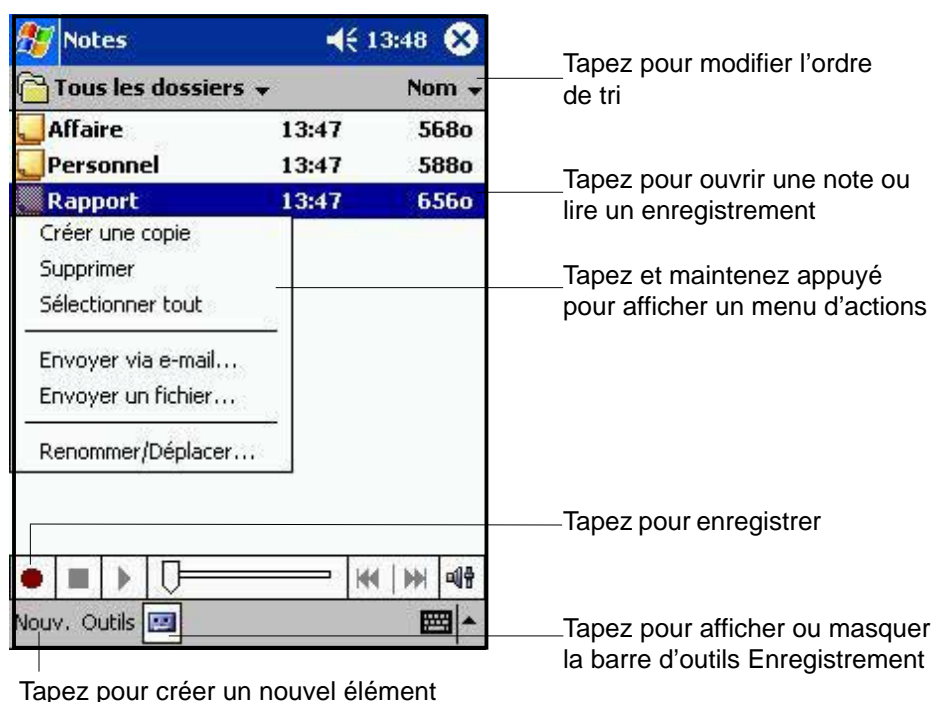 Notes 13:48
Tous les dossiers Nom
Affaire 13:47 568o
Personnel 13:47 588o
Rapport 13:47 656o
Créer une copie
Supprimer
Sélectionner tout
Envoyer via e-mail...
Envoyer un fichier...
Renommer/Déplacer...
Nouv. Outils
Tapez pour modifier l'ordre
de tri
Tapez pour ouvrir une note ou
lire un enregistrement
Tapez et maintenez appuyé
pour afficher un menu d'actions
Tapez pour enregistrer
Tapez pour afficher ou masquer
la barre d'outils Enregistrement
Tapez pour créer un nouvel élément